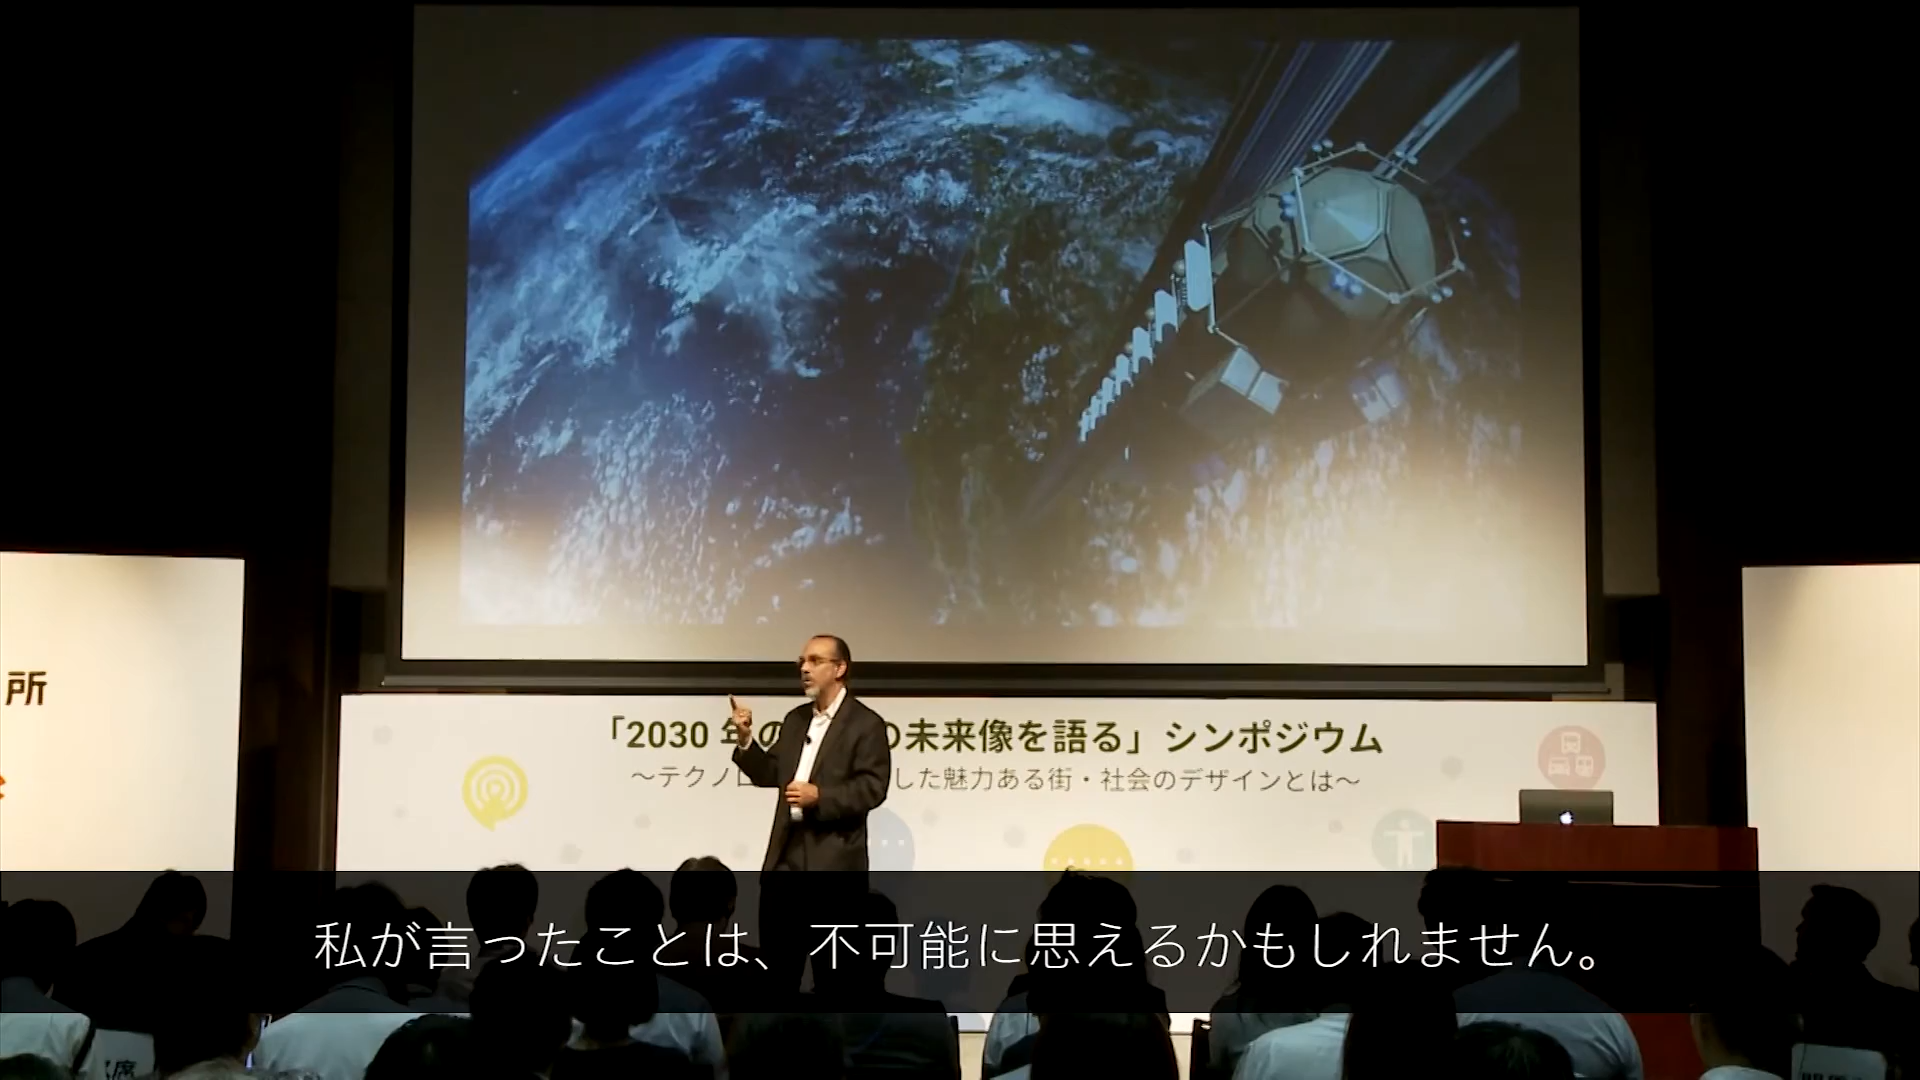 所
「2030 年の の未来像を語る」シンポジウム
～テクノロ した魅力ある街・社会のデザインとは～
私が言ったことは、不可能に思えるかもしれません。
席